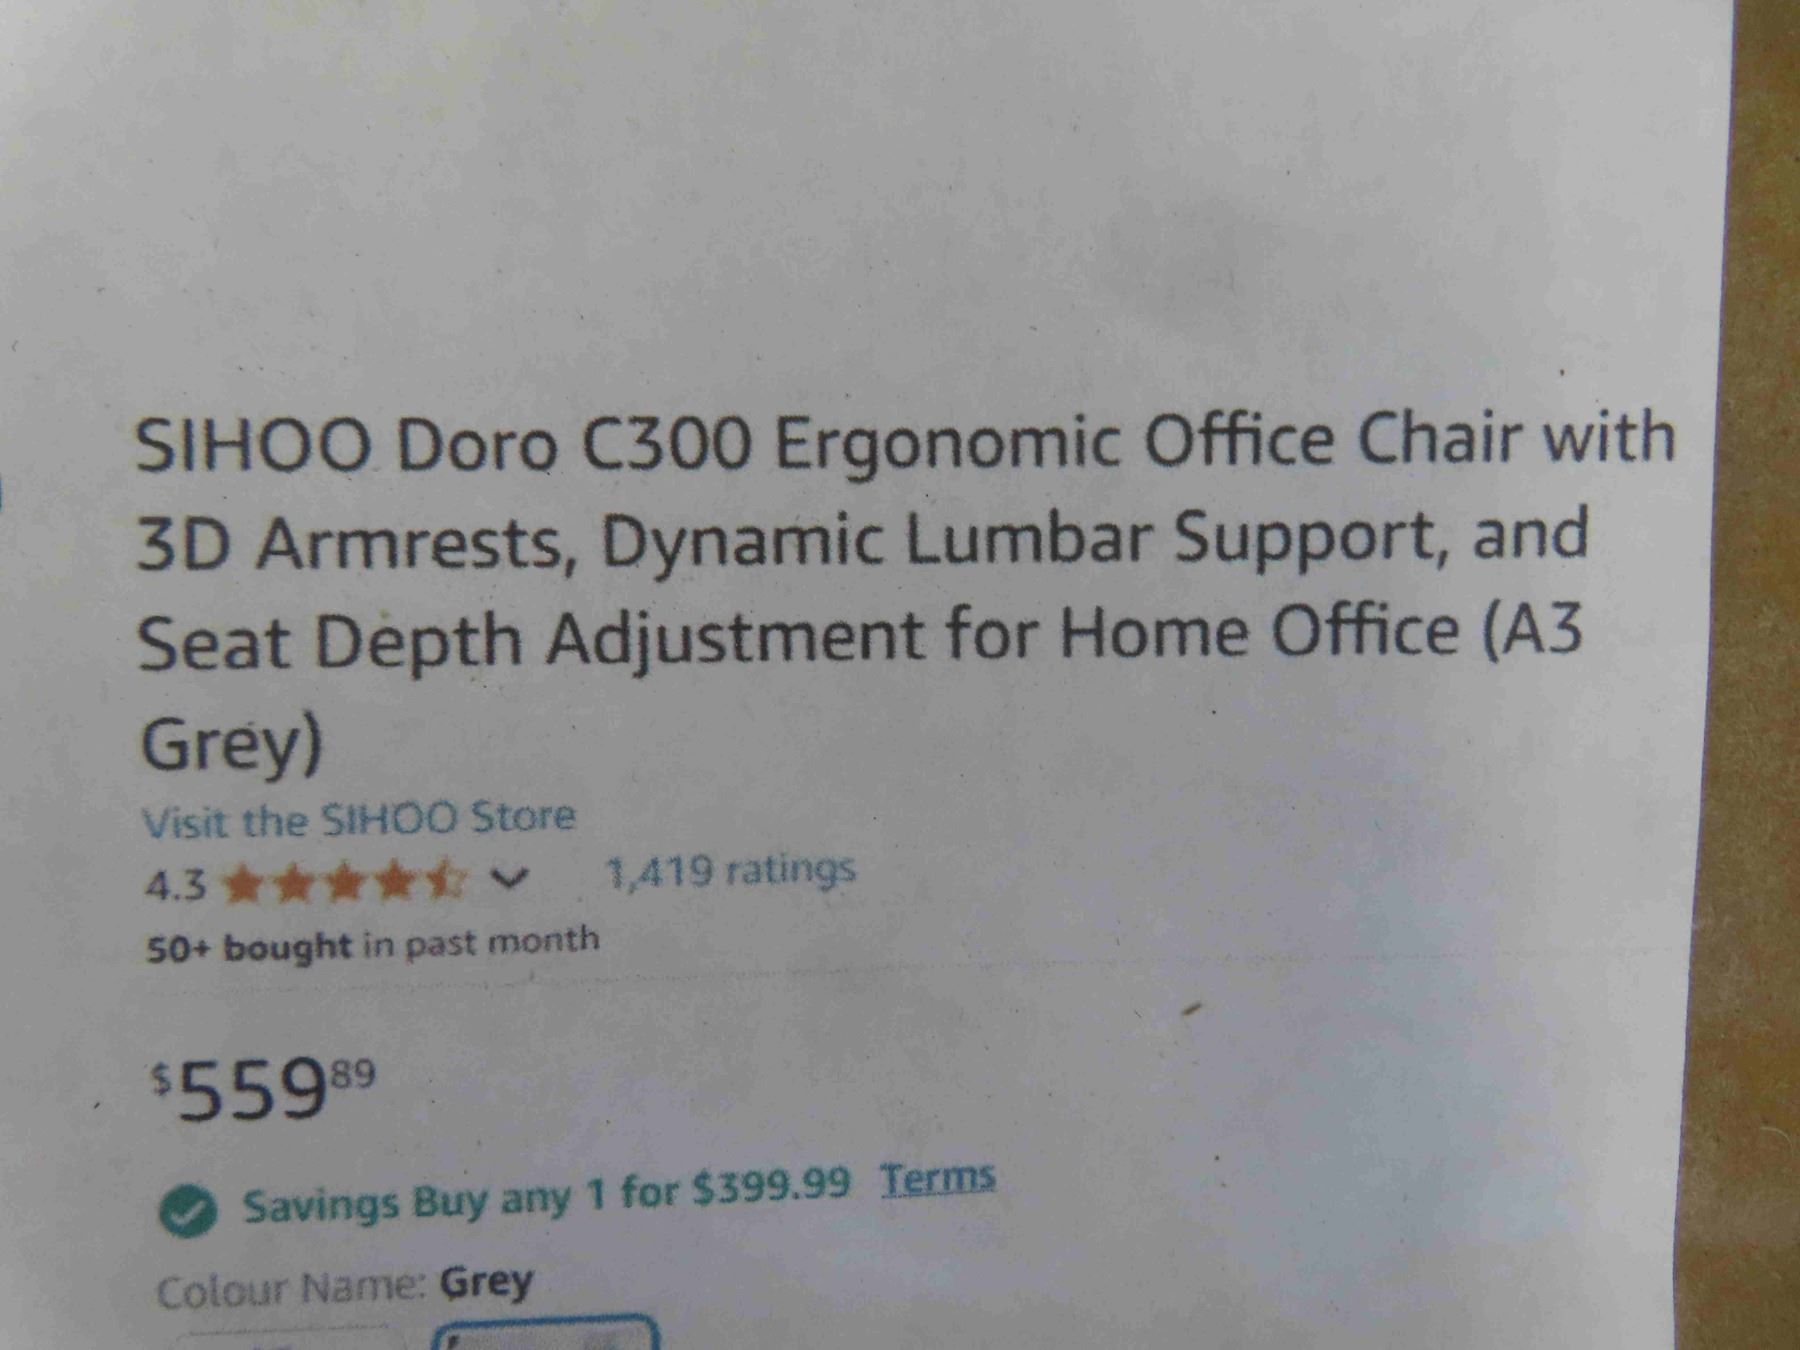 SIHOO Doro C300 Ergonomic Office Chair with
3D Armrests, Dynamic Lumbar Support, and
Seat Depth Adjustment for Home Office (A3
Grey)
Visit the SIHOO Store
4.3 1,419 ratings
50+ bought in past month
$559.89
Savings Buy any 1 for $399.99 Terms
Colour Name: Grey